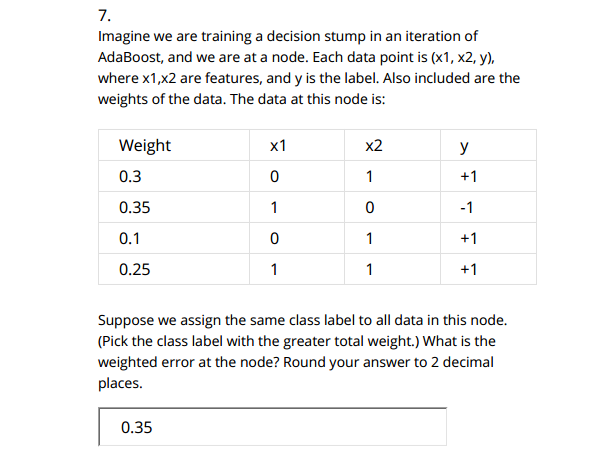 7.
Imagine we are training a decision stump in an iteration of
AdaBoost, and we are at a node. Each data point is (x1, x2, y),
where x1,x2 are features, and y is the label. Also included are the
weights of the data. The data at this node is:
Weight x1 x2 y
0.3 0 1 +1
0.35 1 0 -1
0.1 0 1 +1
0.25 1 1 +1
Suppose we assign the same class label to all data in this node.
(Pick the class label with the greater total weight.) What is the
weighted error at the node? Round your answer to 2 decimal
places.
0.35